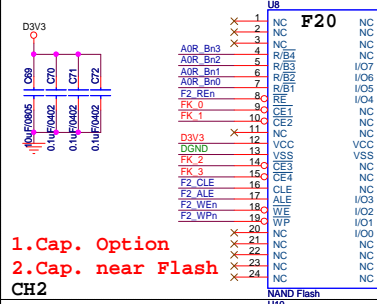 U8
F20
D3V3
C69
C70
C71
C72
10uF/0805
0.1uF/0402
0.1uF/0402
0.1uF/0402
1 NC NC
2 NC NC
3 NC NC
A0R_Bn3 4 R/B4 NC
A0R_Bn2 5 R/B3 I/O7
A0R_Bn1 6 R/B2 I/O6
A0R_Bn0 7 R/B1 I/O5
F2_REn 8 RE I/O4
FK_0 9 CE1 NC
FK_1 10 CE2 NC
11 NC NC
D3V3 12 VCC VCC
DGND 13 VSS VSS
FK_2 14 CE3 NC
FK_3 15 CE4 NC
F2_CLE 16 CLE NC
F2_ALE 17 ALE I/O3
F2_WEn 18 WE I/O2
F2_WPn 19 WP I/O1
20 NC I/O0
21 NC NC
22 NC NC
23 NC NC
24 NC NC
1.Cap. Option
2.Cap. near Flash
CH2
NAND Flash
U10